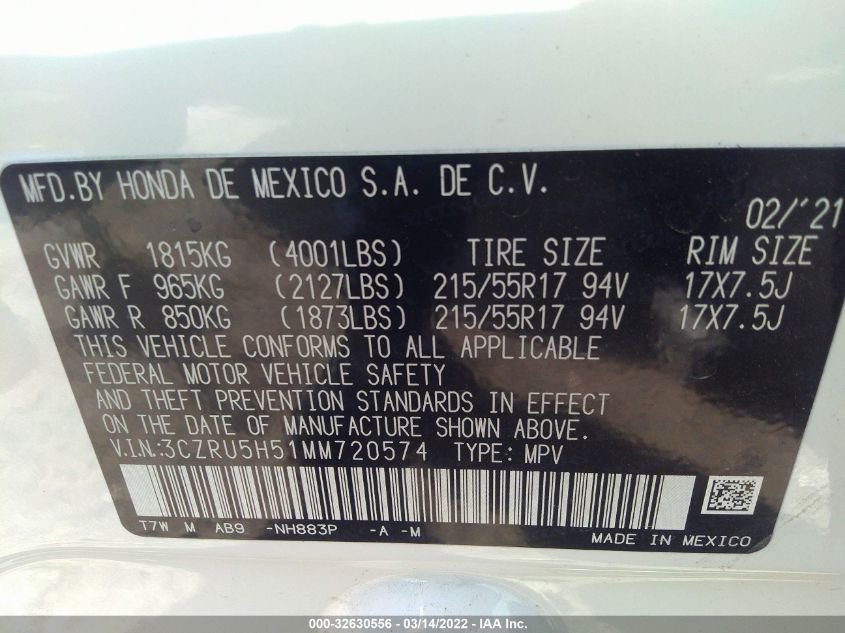 MFD.BY HONDA DE MEXICO S.A. DE C.V.
02/'21
GVWR 1815KG (4001LBS) TIRE SIZE RIM SIZE
GAWR F 965KG (2127LBS) 215/55R17 94V 17X7.5J
GAWR R 850KG (1873LBS) 215/55R17 94V 17X7.5J
THIS VEHICLE CONFORMS TO ALL APPLICABLE
FEDERAL MOTOR VEHICLE SAFETY
AND THEFT PREVENTION STANDARDS IN EFFECT
ON THE DATE OF MANUFACTURE SHOWN ABOVE.
V.I.N:3CZRU5H51MM720574 TYPE: MPV
T7W M AB9 -NH883P -A -M
MADE IN MEXICO
000-32630556 - 03/14/2022 - IAA Inc.